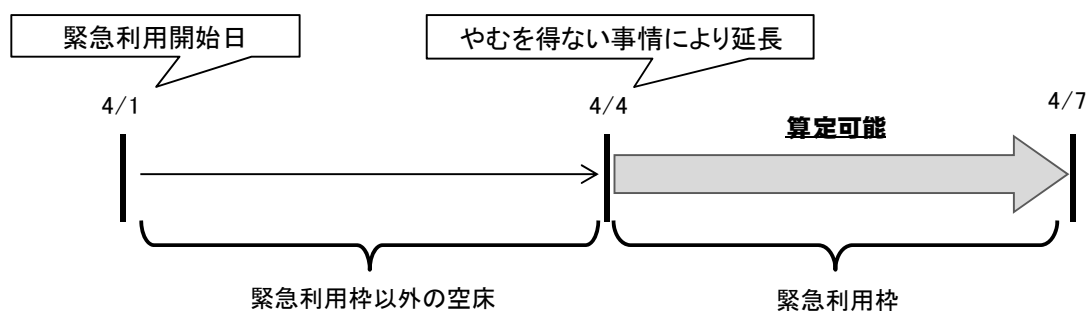 緊急利用開始日
やむを得ない事情により延長
4/1
4/4
4/7
算定可能
緊急利用枠以外の空床
緊急利用枠